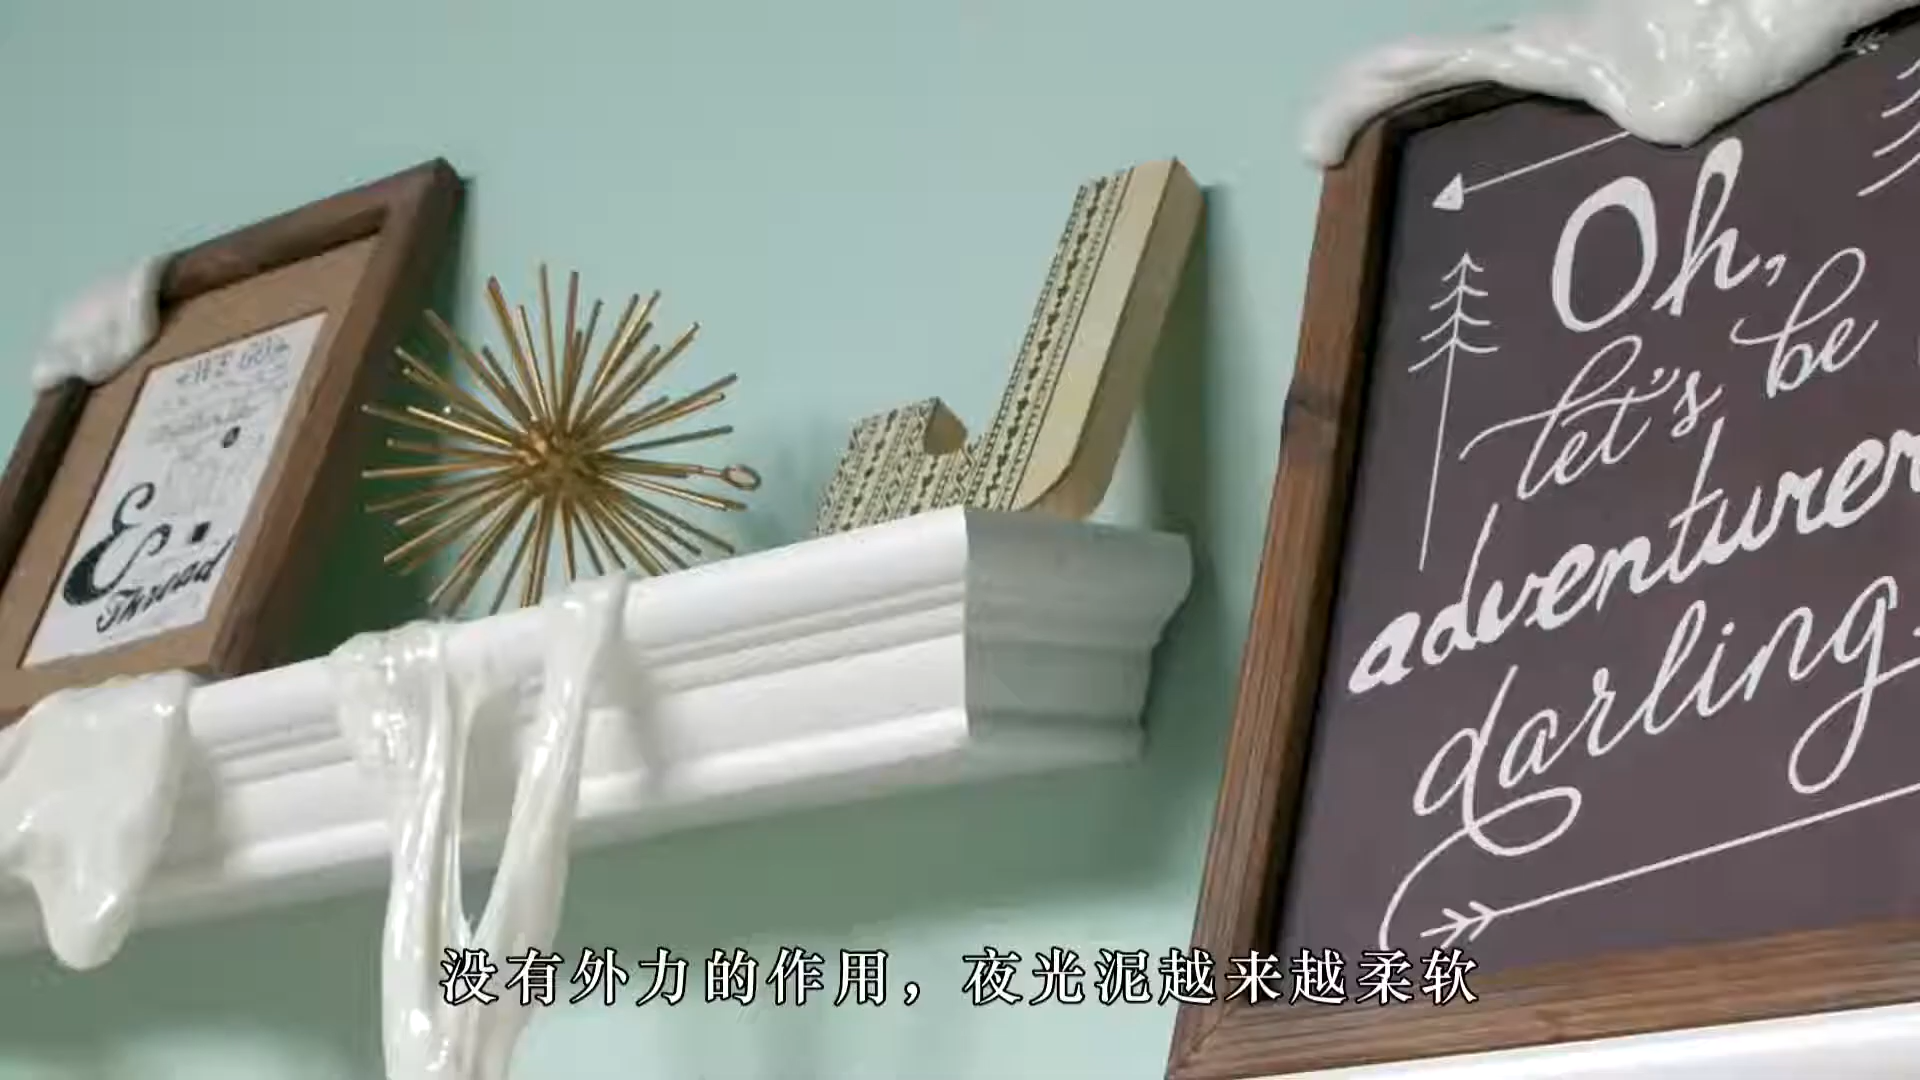 Oh,
let's be
adventurer
darling.
E
Thread
没有外力的作用，夜光泥越来越柔软